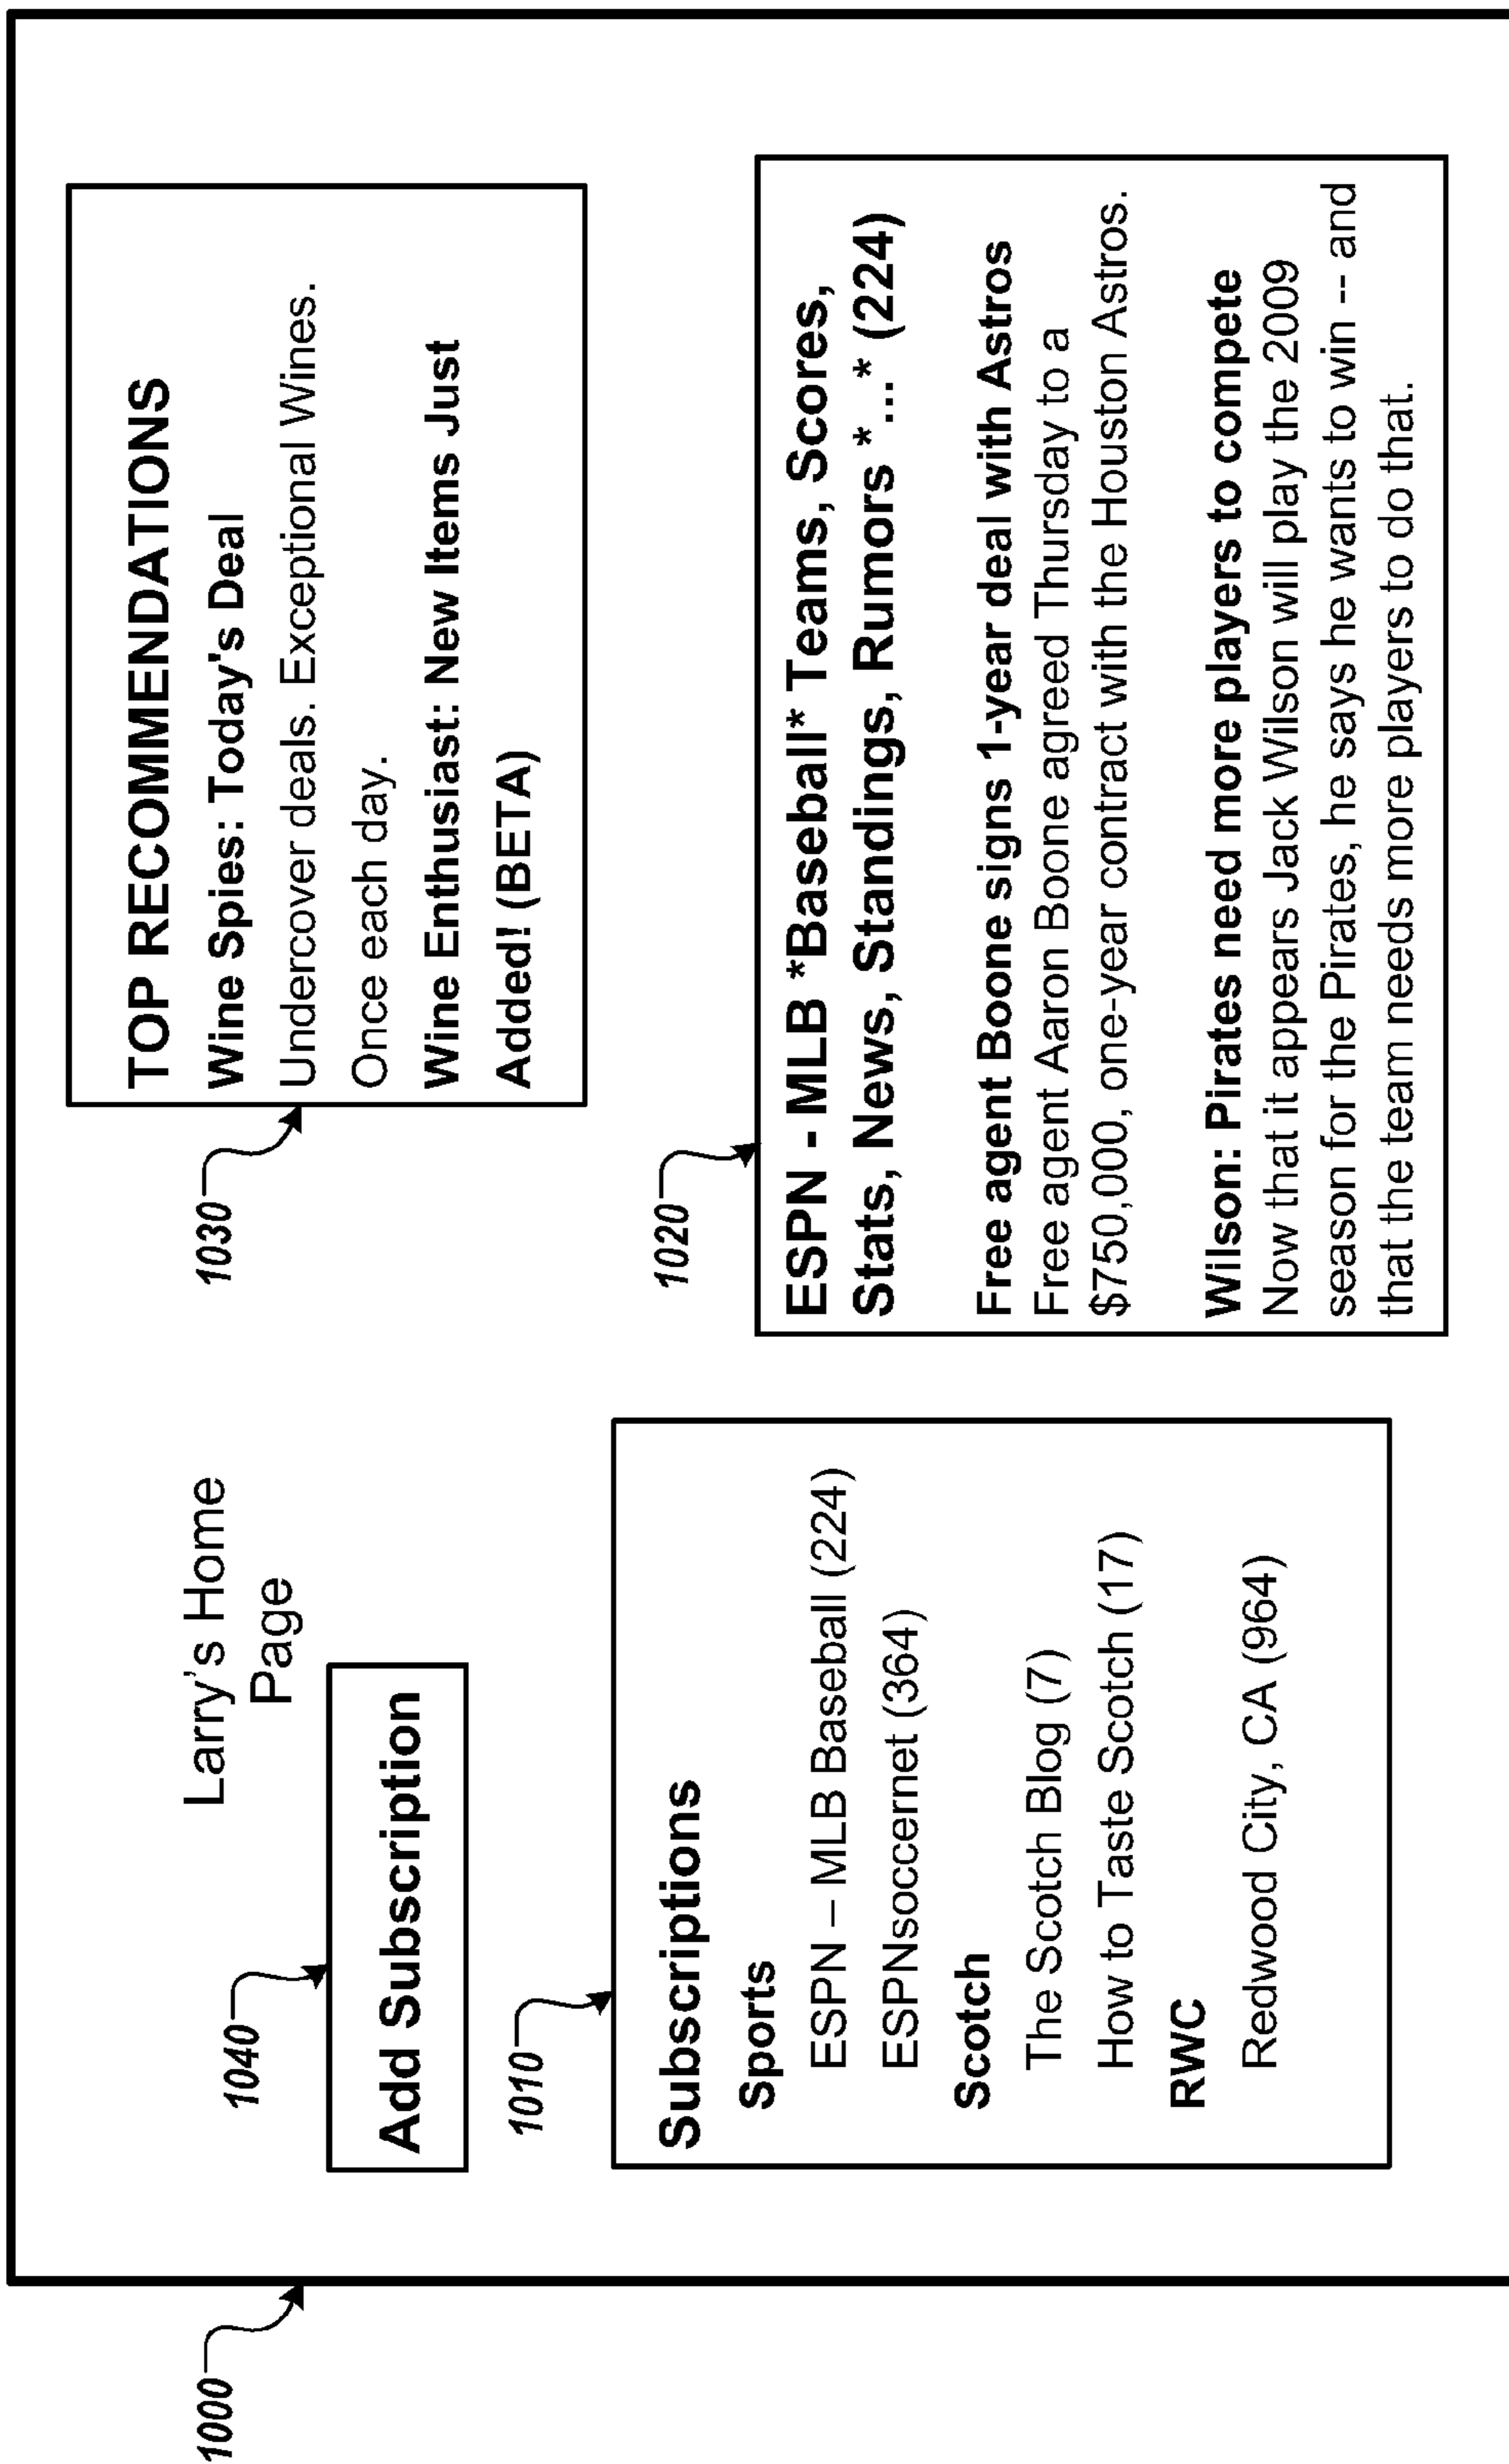 1000
Larry's Home
Page
1040
Add Subscription
1010
Subscriptions
Sports
ESPN – MLB Baseball (224)
ESPNsoccernet (364)
Scotch
The Scotch Blog (7)
How to Taste Scotch (17)
RWC
Redwood City, CA (964)
1030
TOP RECOMMENDATIONS
Wine Spies: Today's Deal
Undercover deals. Exceptional Wines.
Once each day.
Wine Enthusiast: New Items Just
Added! (BETA)
1020
ESPN - MLB *Baseball* Teams, Scores,
Stats, News, Standings, Rumors * ...* (224)
Free agent Boone signs 1-year deal with Astros
Free agent Aaron Boone agreed Thursday to a
$750,000, one-year contract with the Houston Astros.
Wilson: Pirates need more players to compete
Now that it appears Jack Wilson will play the 2009
season for the Pirates, he says he wants to win -- and
that the team needs more players to do that.